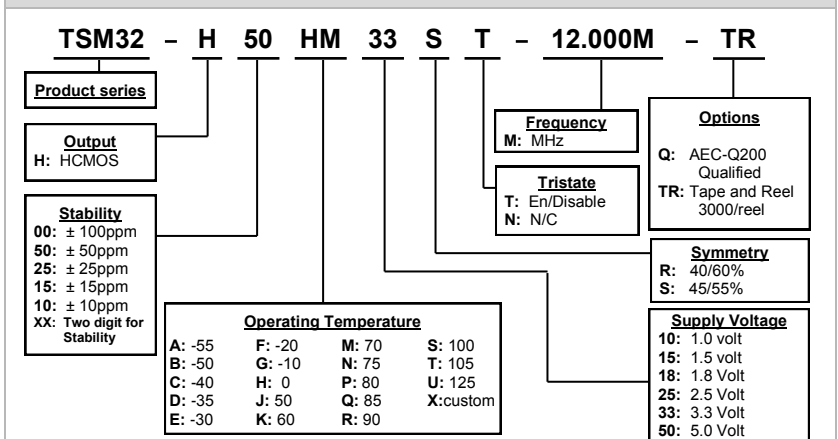 TSM32 – H 50 HM 33 S T – 12.000M – TR
Product series
Output
H: HCMOS
Stability
00: ± 100ppm
50: ± 50ppm
25: ± 25ppm
15: ± 15ppm
10: ± 10ppm
XX: Two digit for
Stability
Operating Temperature
A: -55 F: -20 M: 70 S: 100
B: -50 G: -10 N: 75 T: 105
C: -40 H: 0 P: 80 U: 125
D: -35 J: 50 Q: 85 X:custom
E: -30 K: 60 R: 90
Frequency
M: MHz
Tristate
T: En/Disable
N: N/C
Options
Q: AEC-Q200
Qualified
TR: Tape and Reel
3000/reel
Symmetry
R: 40/60%
S: 45/55%
Supply Voltage
10: 1.0 volt
15: 1.5 volt
18: 1.8 Volt
25: 2.5 Volt
33: 3.3 Volt
50: 5.0 Volt